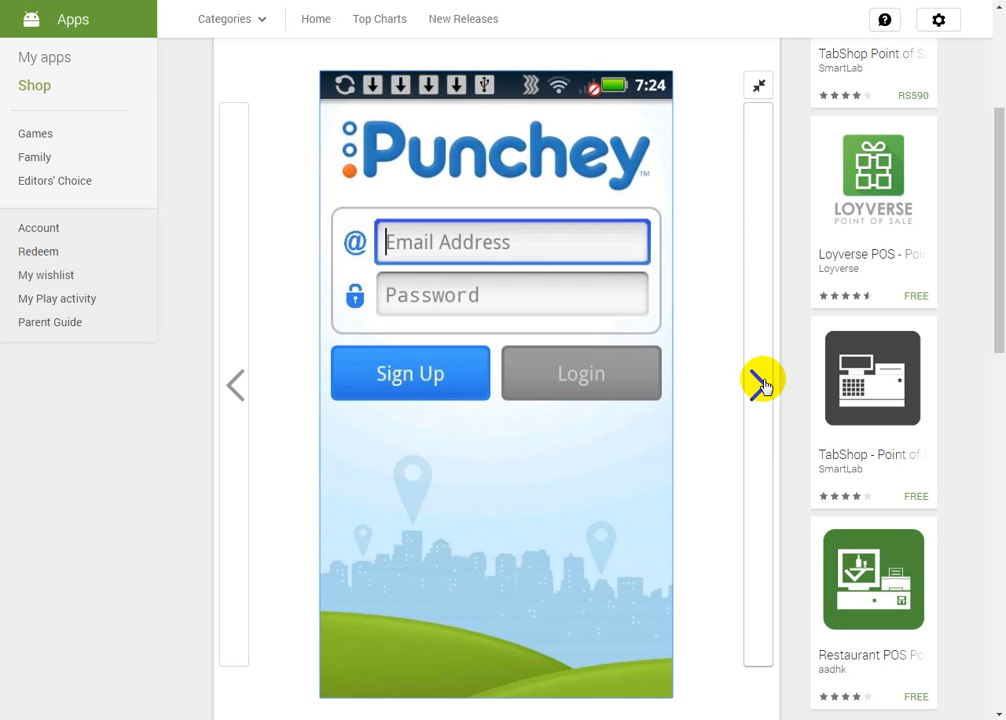 Apps
Categories
Home
Top Charts
New Releases
My apps
Shop
Games
Family
Editors' Choice
Account
Redeem
My wishlist
My Play activity
Parent Guide
7:24
Punchey™
@ Email Address
Password
Sign Up
Login
TabShop Point of S
SmartLab
RS590
LOYVERSE
POINT OF SALE
Loyverse POS - Poin
Loyverse
FREE
TabShop - Point of S
SmartLab
FREE
Restaurant POS Po
aadhk
FREE